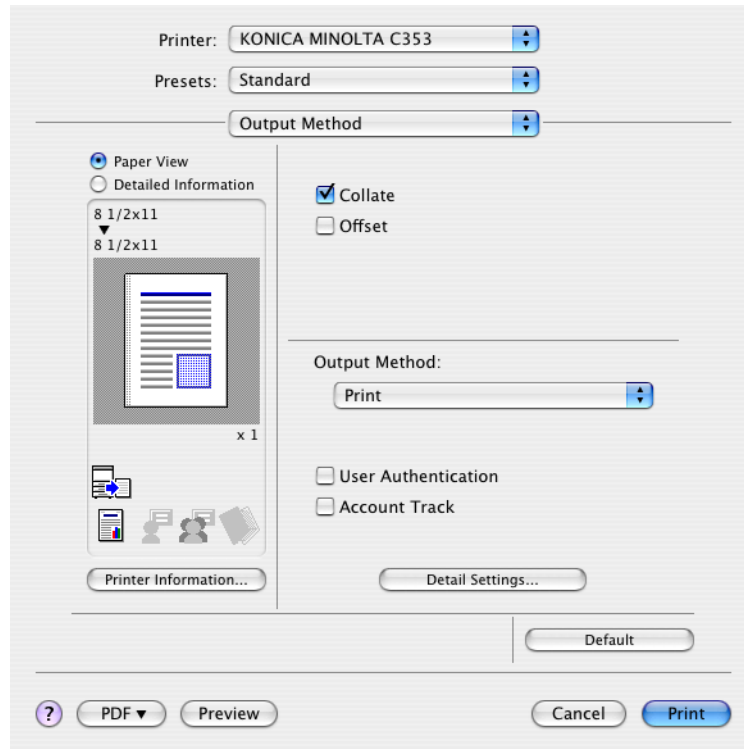 Printer: KONICA MINOLTA C353
Presets: Standard
Output Method
Paper View
Detailed Information
8 1/2x11
▼
8 1/2x11
x 1
Printer Information...
Collate
Offset
Output Method:
Print
User Authentication
Account Track
Detail Settings...
Default
? PDF ▼ Preview Cancel Print